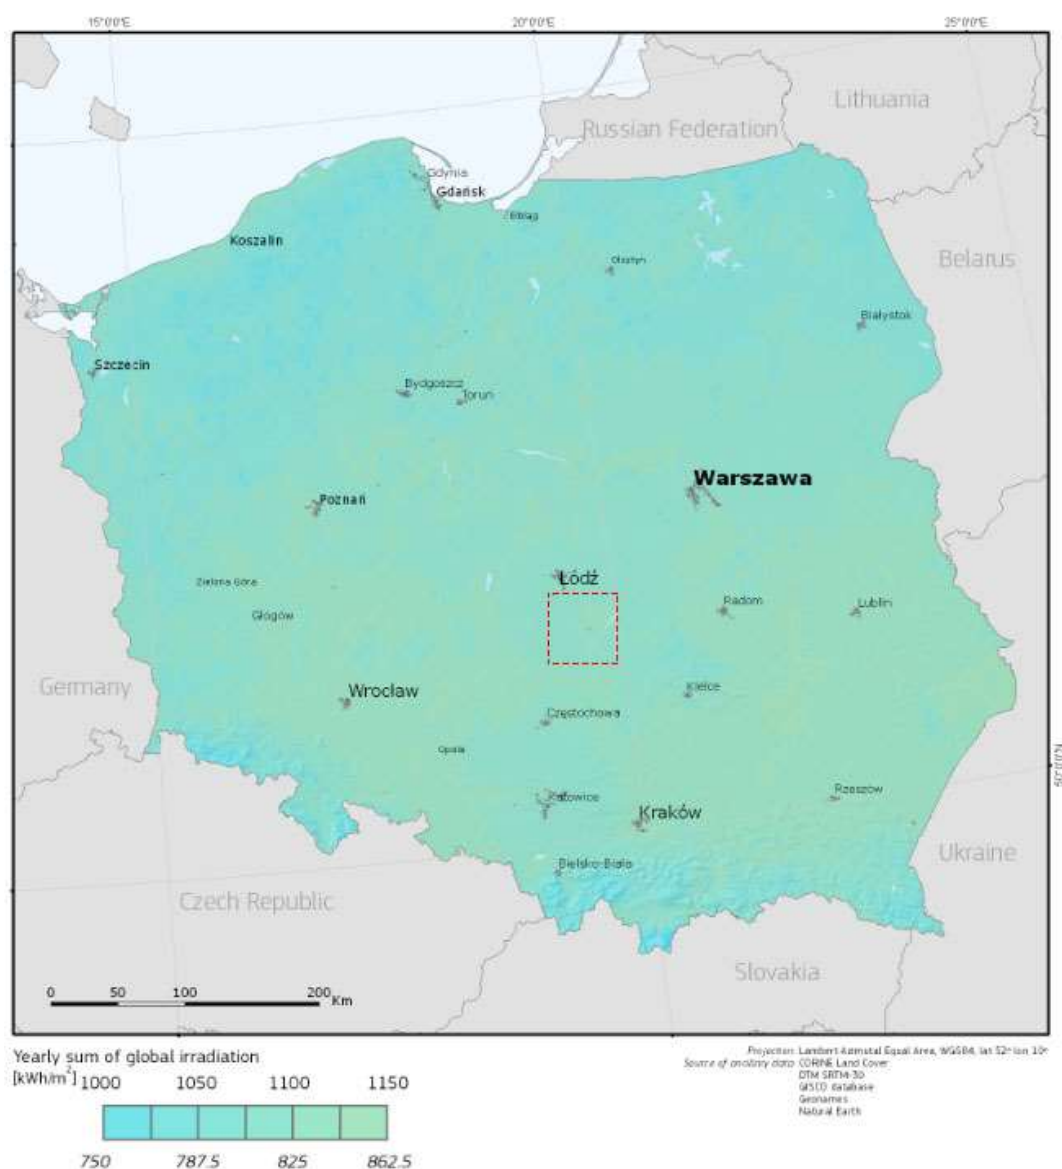 15°0'0"E 20°0'0"E 25°0'0"E
Lithuania
Russian Federation
Gdynia
Gdańsk
Elbląg
Koszalin
Belarus
Olsztyn
Białystok
Szczecin
Bydgoszcz
Toruń
Warszawa
Poznań
Łódź
Zielona Góra
Głogów
Radom
Lublin
Germany
Wrocław
Kielce
Częstochowa
Opole
50°0'0"N
Katowice
Rzeszów
Kraków
Ukraine
Bielsko-Biała
Czech Republic
Slovakia
0 50 100 200 Km
Yearly sum of global irradiation
[kWh/m²] 1000 1050 1100 1150
750 787.5 825 862.5
Projection: Lambert Azimutal Equal Area, WGS84, lat 52° lon 10°
Source of ancillary data: CORINE Land Cover
DTM SRTM-30
GISCO database
Geonames
Natural Earth